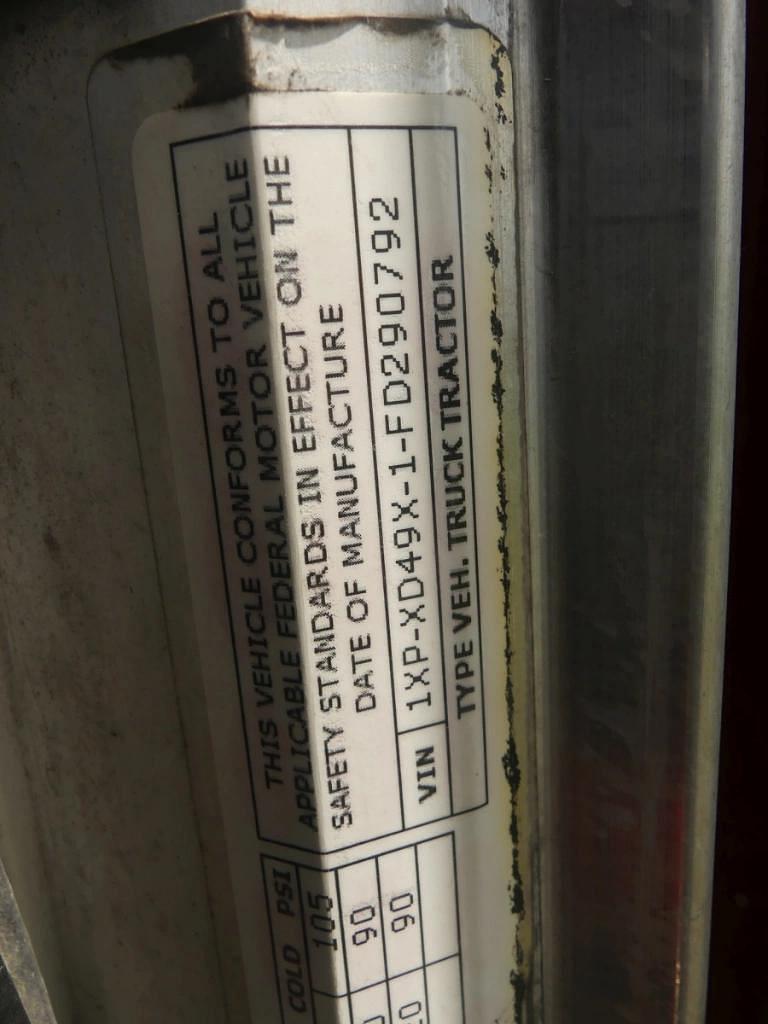 THIS VEHICLE CONFORMS TO ALL
APPLICABLE FEDERAL MOTOR VEHICLE
SAFETY STANDARDS IN EFFECT ON THE
DATE OF MANUFACTURE
VIN 1XP-XD49X-1-FD290792
TYPE VEH. TRUCK TRACTOR
COLD PSI
105
90
90